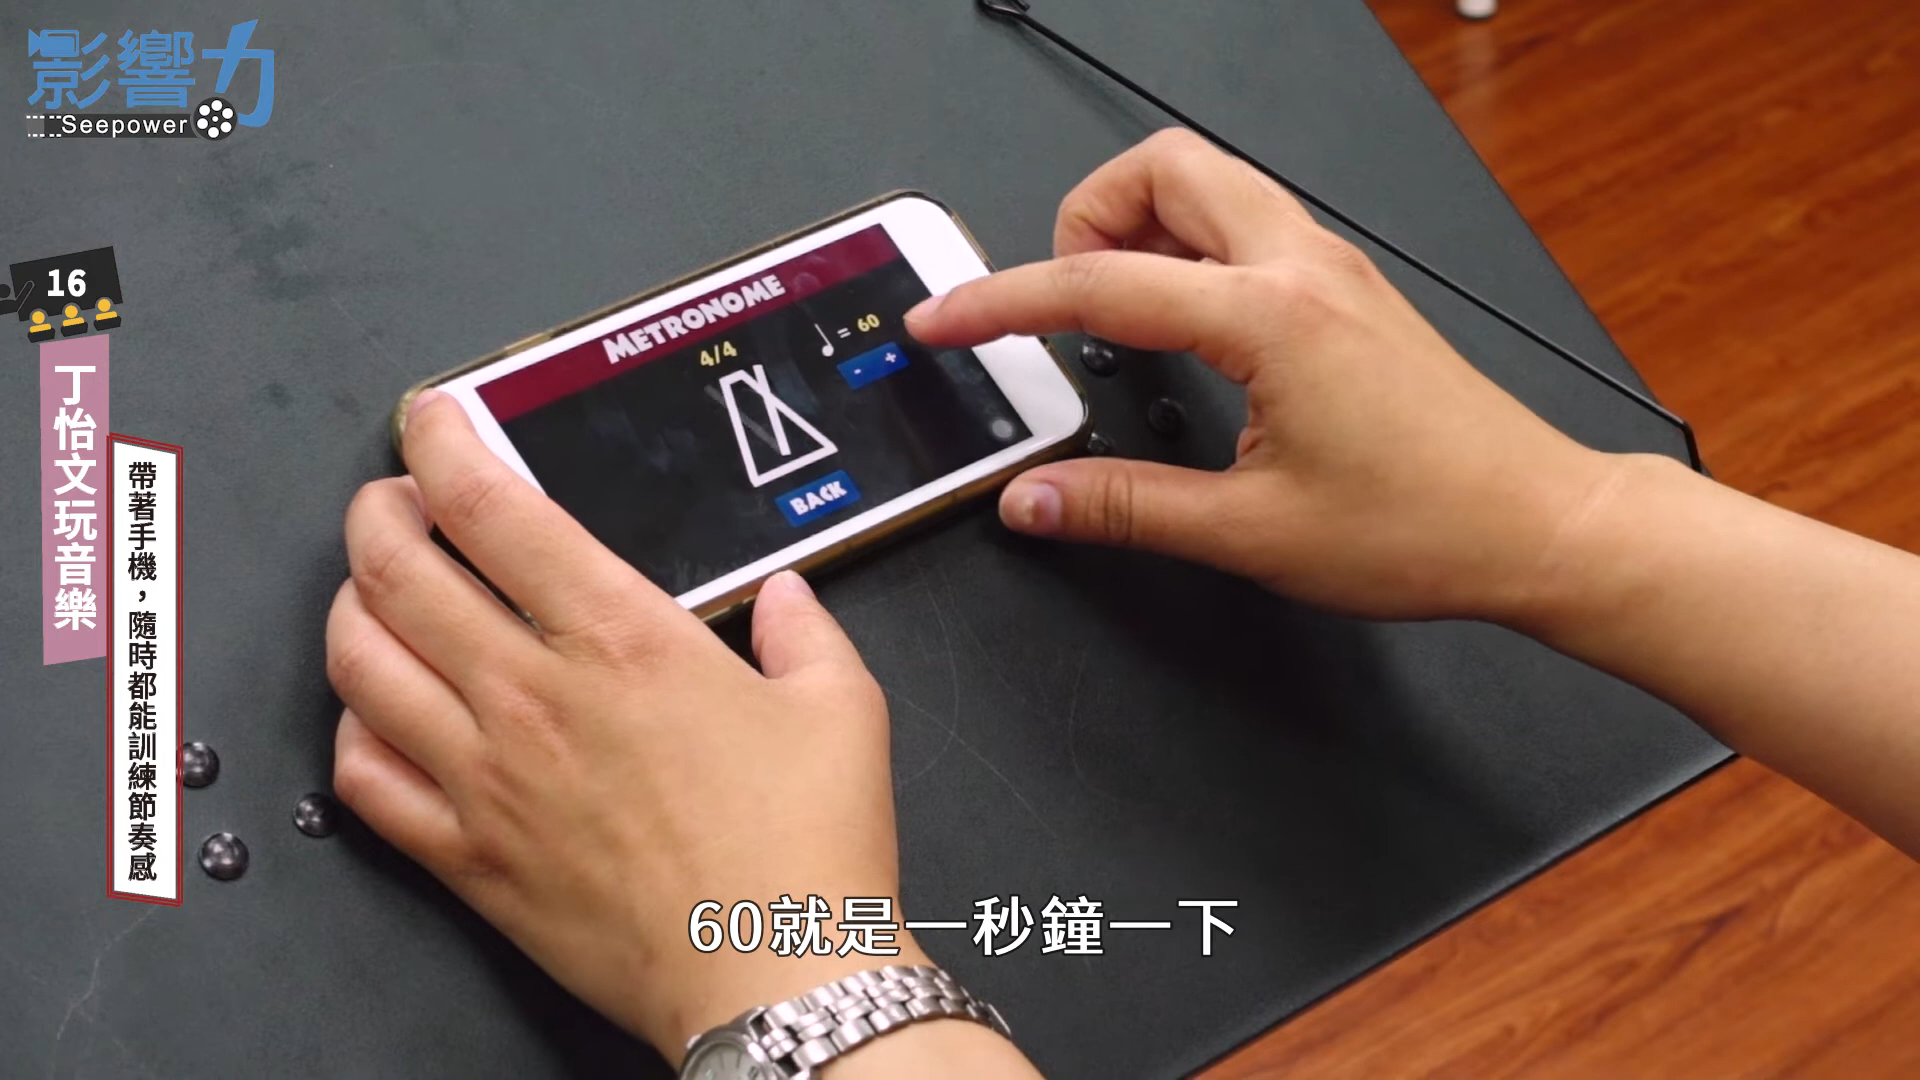 影響力
Seepower
16
丁怡文玩音樂
帶著手機，隨時都能訓練節奏感
METRONOME
4/4
= 60
- +
BACK
60就是一秒鐘一下